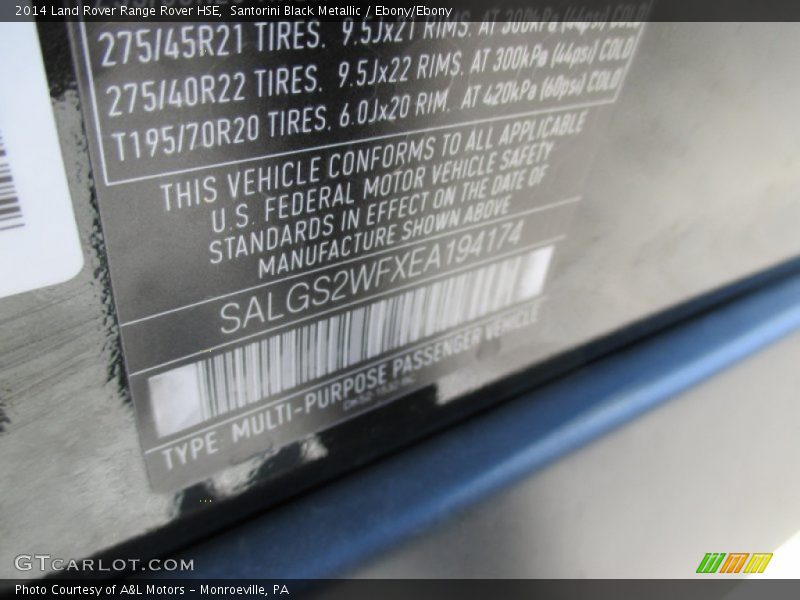 2014 Land Rover Range Rover HSE, Santorini Black Metallic / Ebony/Ebony
275/45R21 TIRES. 9.5Jx21 RIMS. AT 300kPa (44psi) COLD
275/40R22 TIRES. 9.5Jx22 RIMS. AT 300kPa (44psi) COLD
T195/70R20 TIRES. 6.0Jx20 RIM. AT 420kPa (60psi) COLD
THIS VEHICLE CONFORMS TO ALL APPLICABLE
U.S. FEDERAL MOTOR VEHICLE SAFETY
STANDARDS IN EFFECT ON THE DATE OF
MANUFACTURE SHOWN ABOVE
SALGS2WFXEA194174
TYPE MULTI-PURPOSE PASSENGER VEHICLE
GTCARLOT.COM
Photo Courtesy of A&L Motors - Monroeville, PA